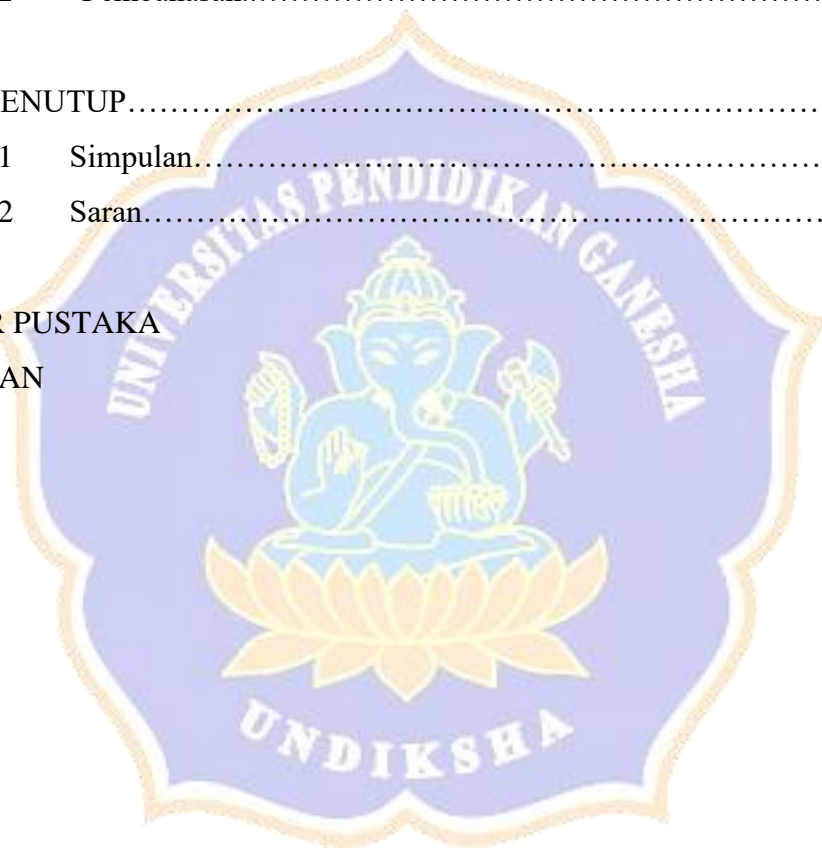 ENUTUP……………………………………………………………
1 Simpulan……………………………………………………
2 Saran…………………………………………………………
R PUSTAKA
AN
UNIVERSITAS PENDIDIKAN GANESHA
UNDIKSHA